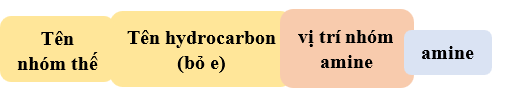 Tên
nhóm thế
Tên hydrocarbon
(bỏ e)
vị trí nhóm
amine
amine